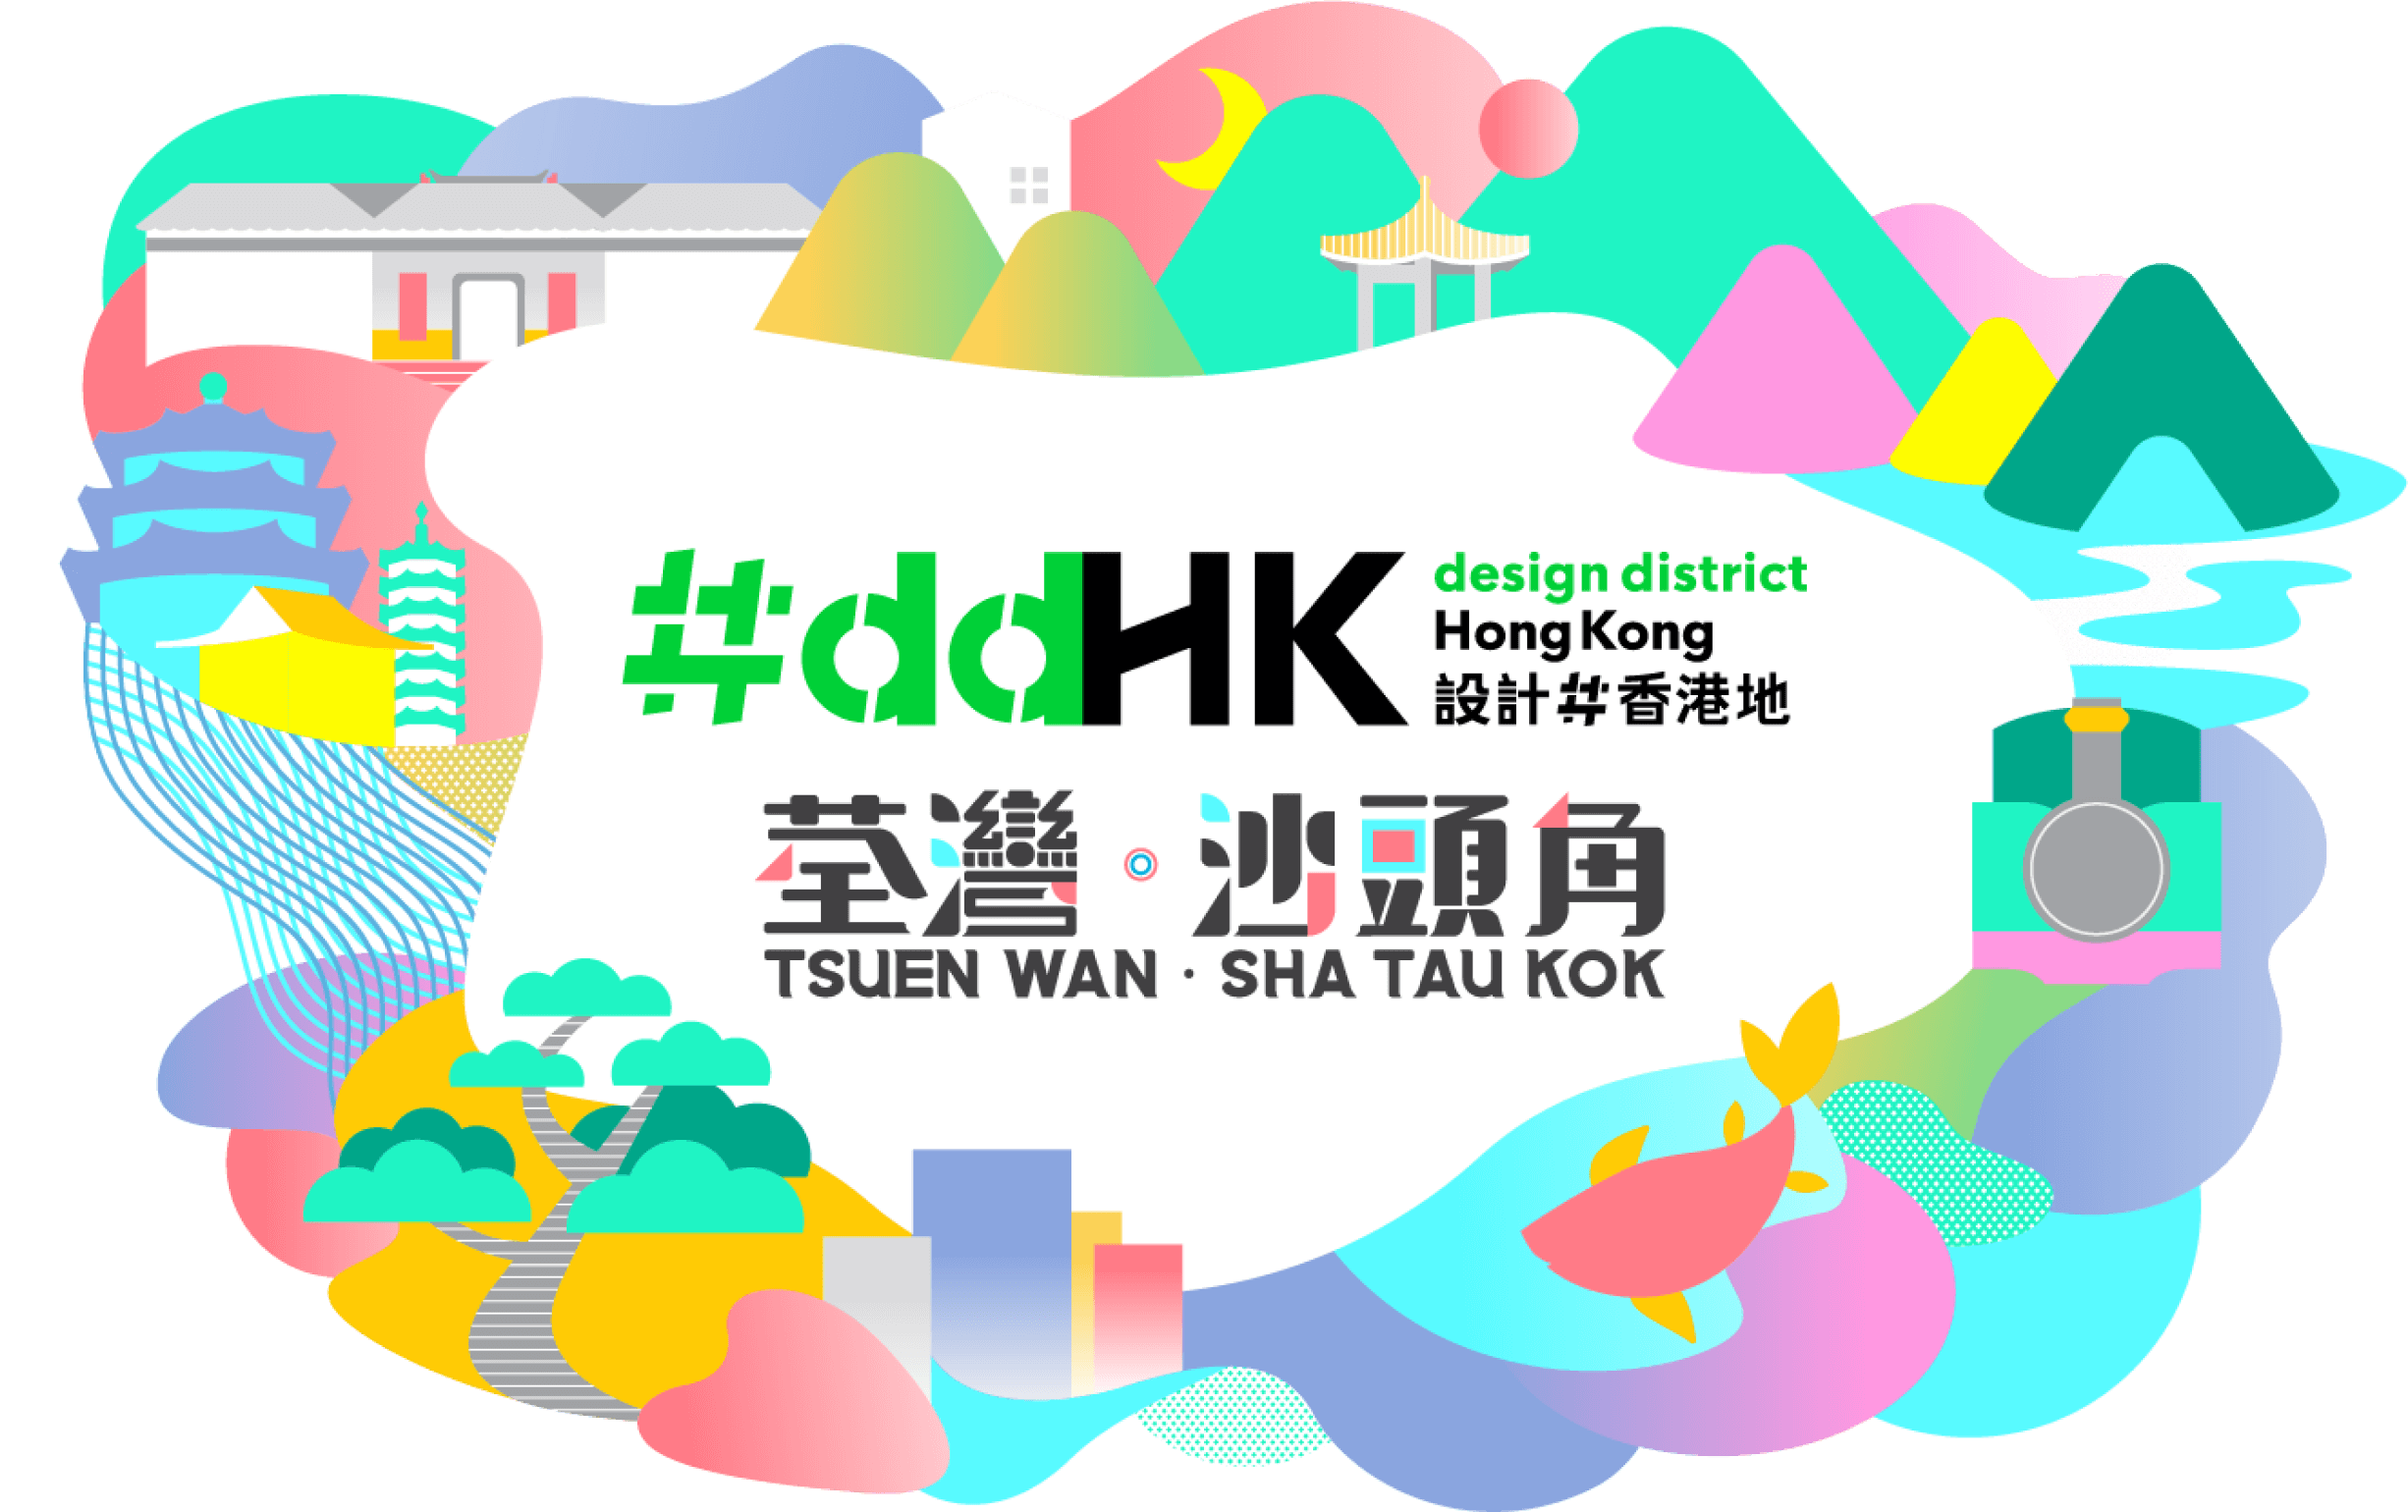 #ddHK
design district
Hong Kong
設計#香港地
荃灣·沙頭角
TSUEN WAN · SHA TAU KOK